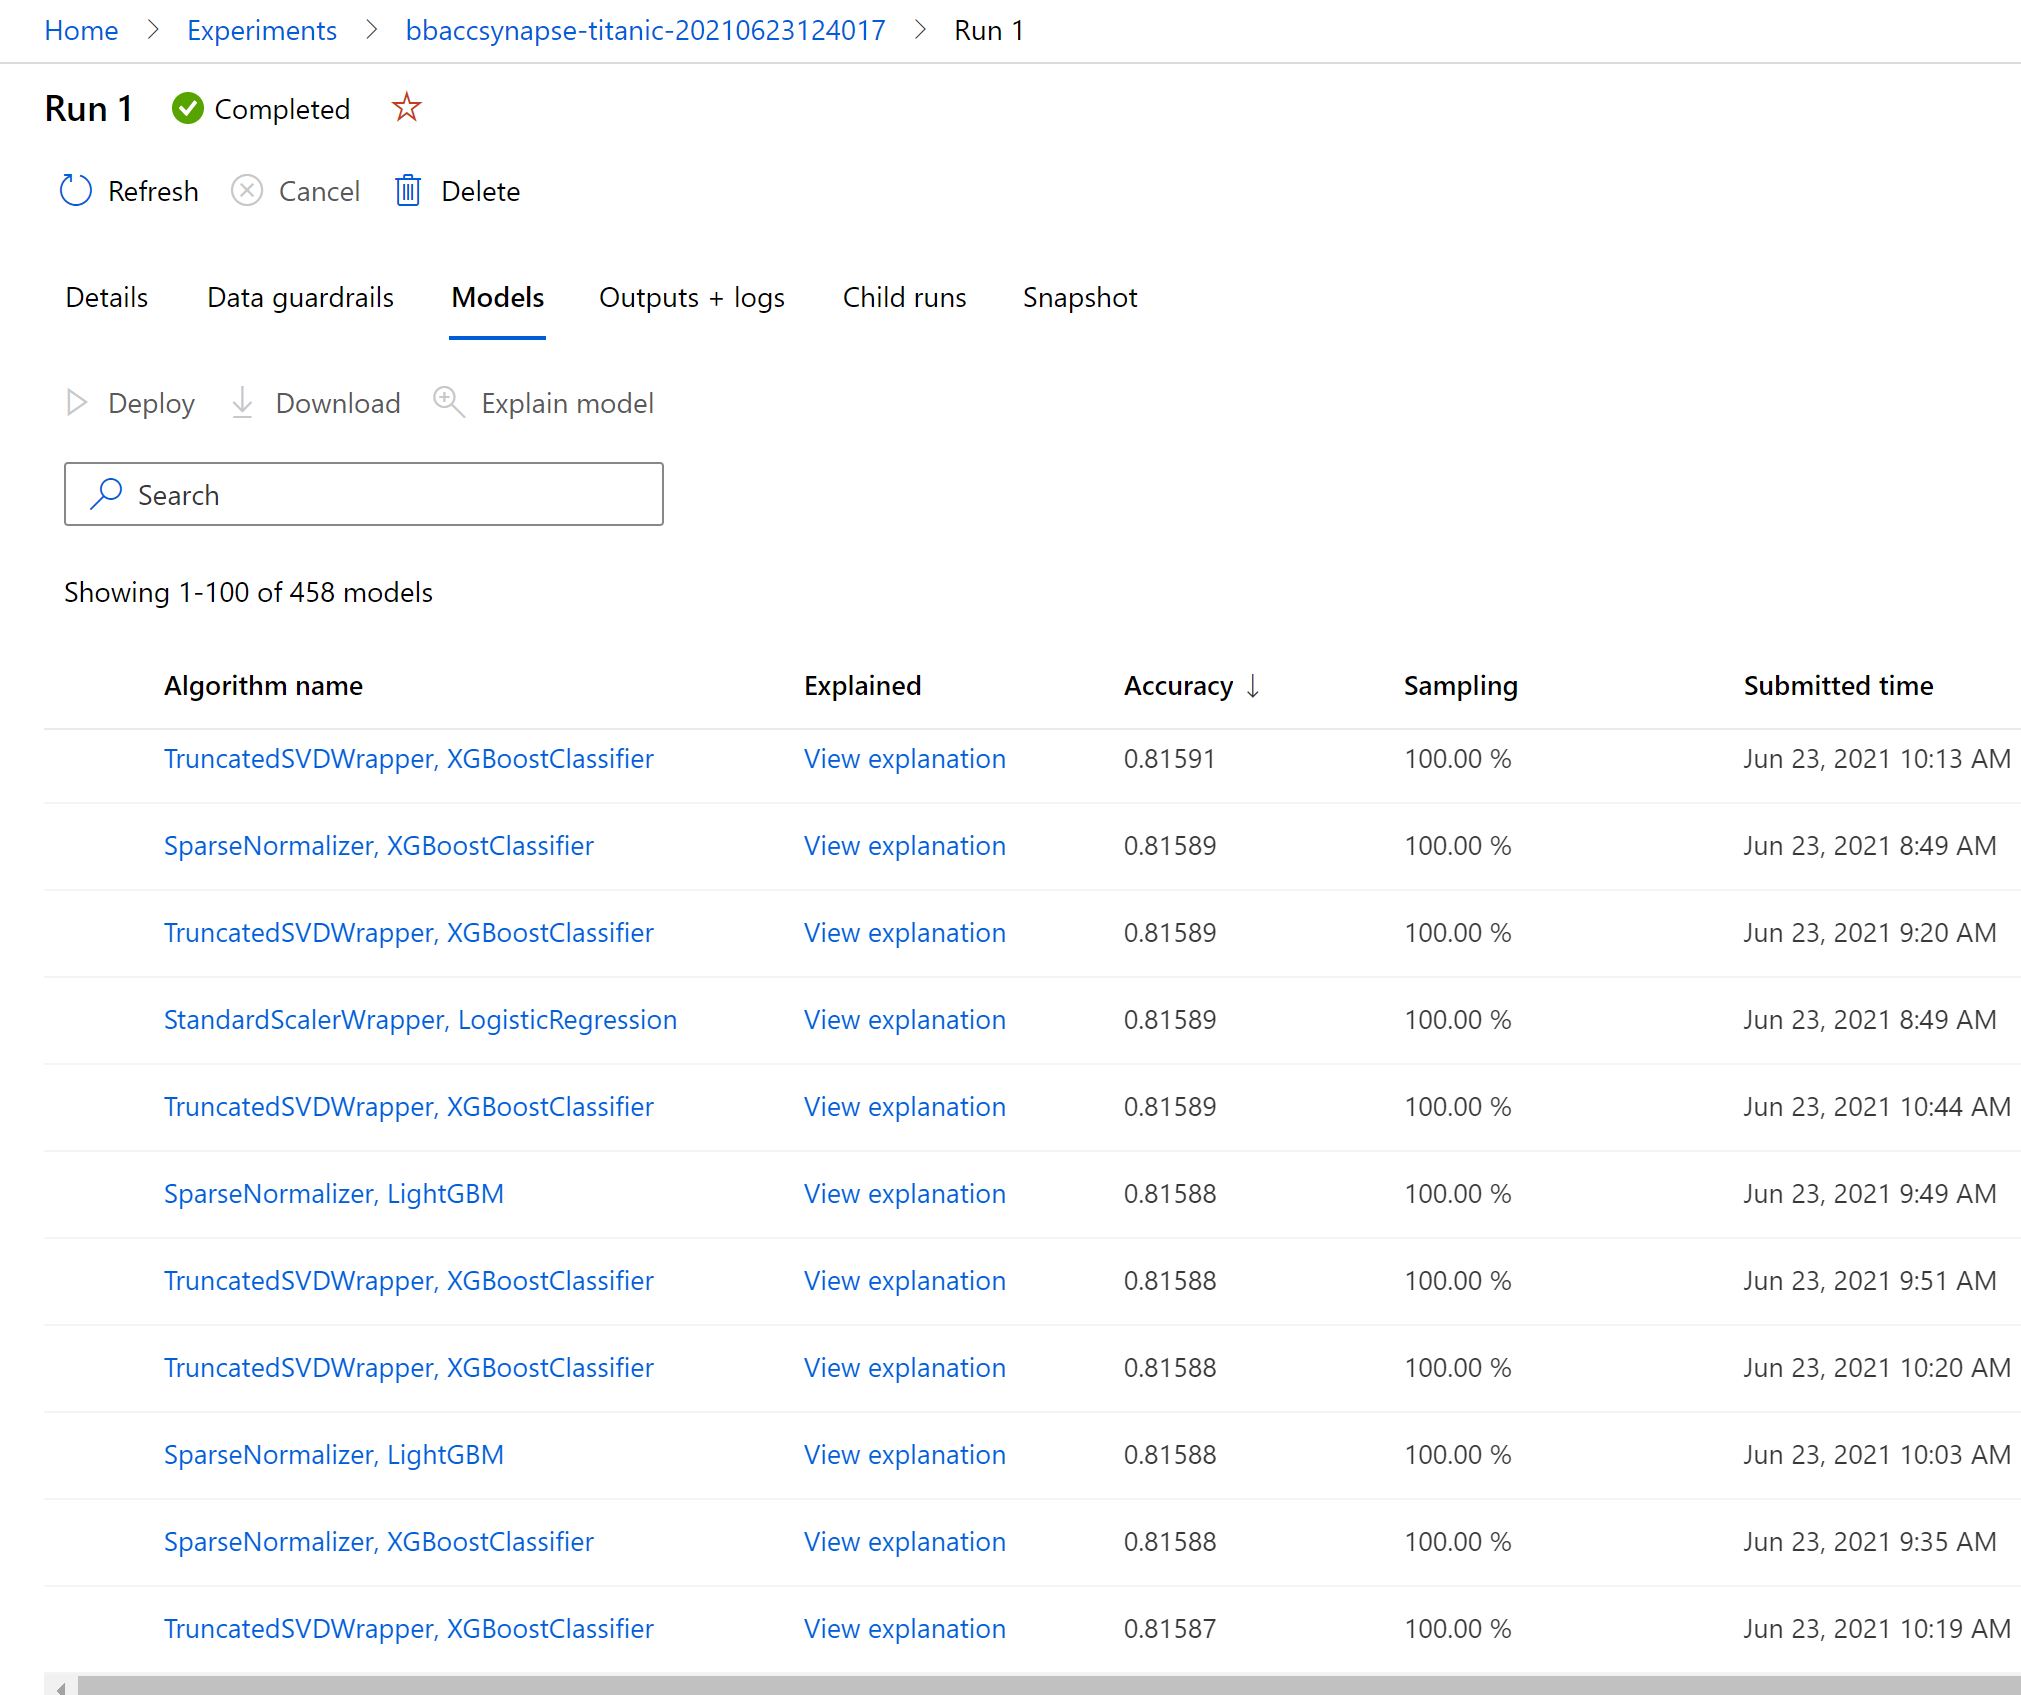 Home > Experiments > bbaccsynapse-titanic-20210623124017 > Run 1
Run 1 Completed
Refresh Cancel Delete
Details Data guardrails Models Outputs + logs Child runs Snapshot
Deploy Download Explain model
Search
Showing 1-100 of 458 models
Algorithm name Explained Accuracy ↓ Sampling Submitted time
TruncatedSVDWrapper, XGBoostClassifier View explanation 0.81591 100.00 % Jun 23, 2021 10:13 AM
SparseNormalizer, XGBoostClassifier View explanation 0.81589 100.00 % Jun 23, 2021 8:49 AM
TruncatedSVDWrapper, XGBoostClassifier View explanation 0.81589 100.00 % Jun 23, 2021 9:20 AM
StandardScalerWrapper, LogisticRegression View explanation 0.81589 100.00 % Jun 23, 2021 8:49 AM
TruncatedSVDWrapper, XGBoostClassifier View explanation 0.81589 100.00 % Jun 23, 2021 10:44 AM
SparseNormalizer, LightGBM View explanation 0.81588 100.00 % Jun 23, 2021 9:49 AM
TruncatedSVDWrapper, XGBoostClassifier View explanation 0.81588 100.00 % Jun 23, 2021 9:51 AM
TruncatedSVDWrapper, XGBoostClassifier View explanation 0.81588 100.00 % Jun 23, 2021 10:20 AM
SparseNormalizer, LightGBM View explanation 0.81588 100.00 % Jun 23, 2021 10:03 AM
SparseNormalizer, XGBoostClassifier View explanation 0.81588 100.00 % Jun 23, 2021 9:35 AM
TruncatedSVDWrapper, XGBoostClassifier View explanation 0.81587 100.00 % Jun 23, 2021 10:19 AM